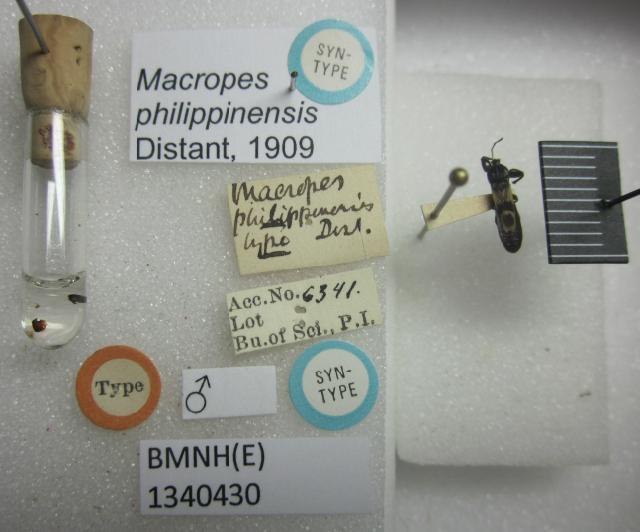 SYN-
TYPE
Macropes
philippinensis
Distant, 1909
Macropes
philippinensis
type Dist.
Acc. No. 6341.
Lot
Bu. of Sci., P.I.
Type
♂
SYN-
TYPE
BMNH(E)
1340430